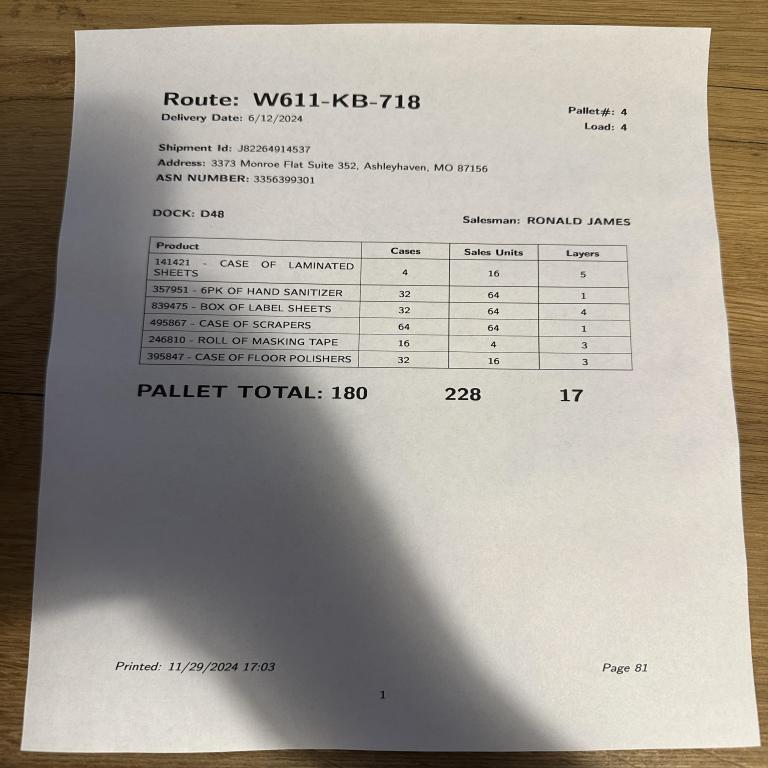 Route: W611-KB-718
Delivery Date: 6/12/2024
Pallet#: 4
Load: 4
Shipment Id: J82264914537
Address: 3373 Monroe Flat Suite 352, Ashleyhaven, MO 87156
ASN NUMBER: 3356399301
DOCK: D48
Salesman: RONALD JAMES
Product Cases Sales Units Layers
141421 - CASE OF LAMINATED
SHEETS 4 16 5
357951 - 6PK OF HAND SANITIZER 32 64 1
839475 - BOX OF LABEL SHEETS 32 64 4
495867 - CASE OF SCRAPERS 64 64 1
246810 - ROLL OF MASKING TAPE 16 4 3
395847 - CASE OF FLOOR POLISHERS 32 16 3
PALLET TOTAL: 180 228 17
Printed: 11/29/2024 17:03
Page 81
1